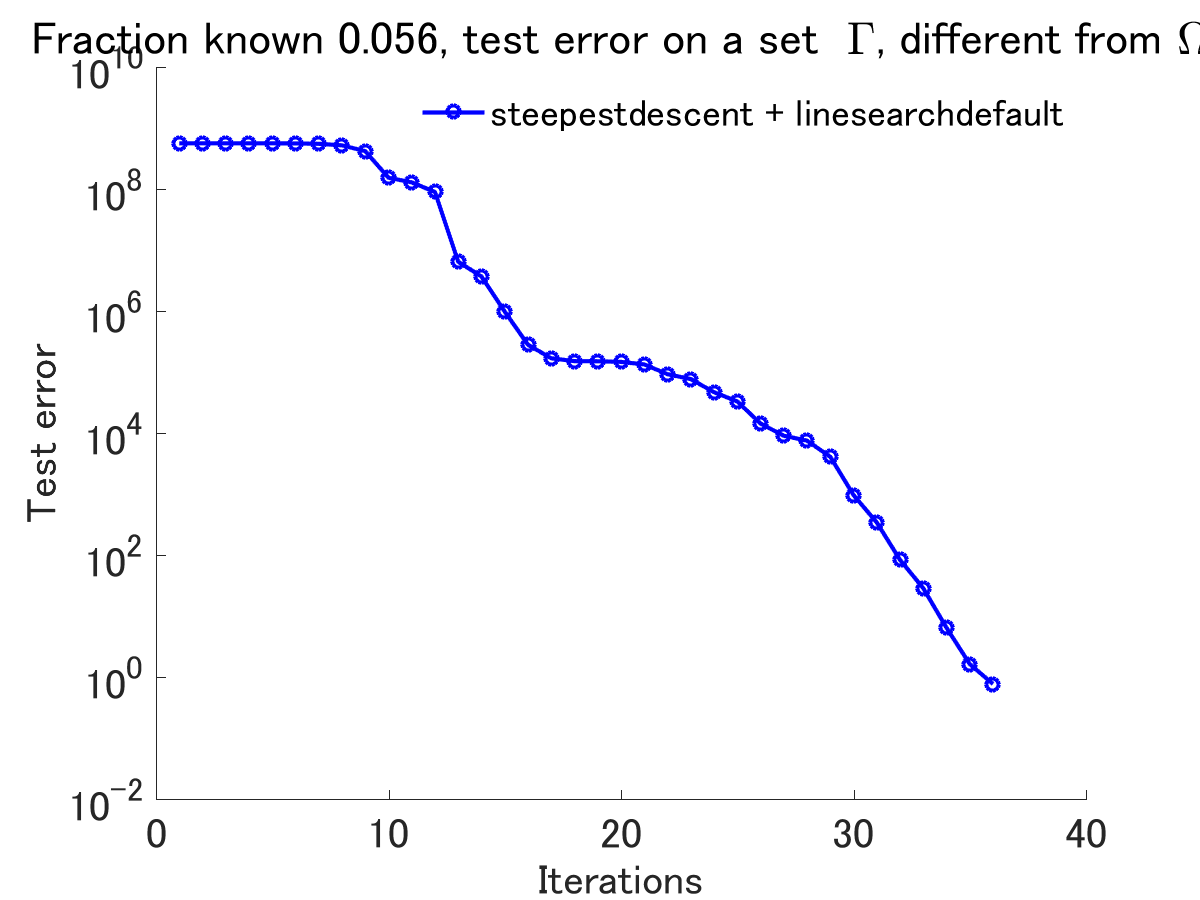 Fraction known 0.056, test error on a set Γ, different from Ω
10^10
steepestdescent + linesearchdefault
10^8
10^6
Test error
10^4
10^2
10^0
10^−2
0 10 20 30 40
Iterations